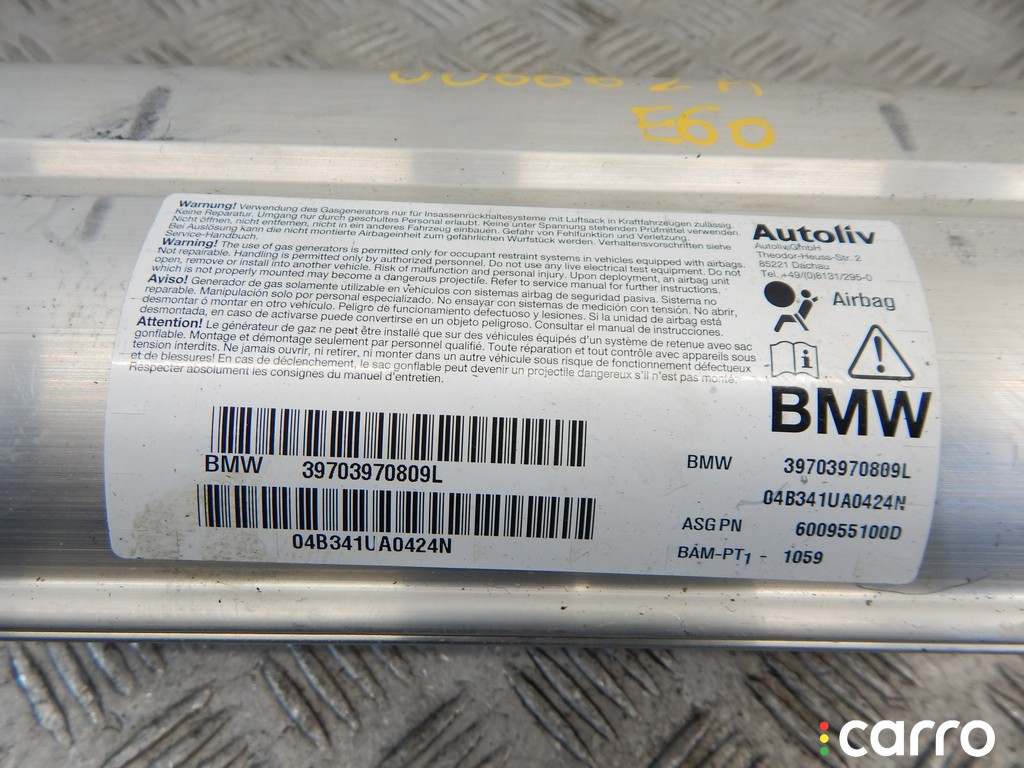 E60
Warnung! Verwendung des Gasgenerators nur für Insassenrückhaltesysteme mit Luftsack in Kraftfahrzeugen zulässig.
Keine Reparatur. Umgang nur durch geschultes Personal erlaubt. Keine unter Spannung stehenden Prüfmittel verwenden.
Nicht öffnen, nicht entfernen, nicht in ein anderes Fahrzeug einbauen. Gefahr von Fehlfunktion und Verletzung.
Bei Auslösung kann die nicht montierte Airbageinheit zum gefährlichen Wurfstück werden. Verhaltensvorschriften siehe
Service-Handbuch.
Warning! The use of gas generators is permitted only for occupant restraint systems in vehicles equipped with airbags.
Not repairable. Handling is permitted only by authorized personnel. Do not use any live electrical test equipment. Do not
open, remove or install into another vehicle. Risk of malfunction and personal injury. Upon deployment, an airbag unit
which is not properly mounted may become a dangerous projectile. Refer to service manual for further instructions.
Aviso! Generador de gas solamente utilizable en vehículos con sistemas airbag de seguridad pasiva. Sistema no
reparable. Manipulación solo por personal especializado. No ensayar con sistemas de medición con tensión. No abrir,
desmontar ó montar en otro vehículo. Peligro de funcionamiento defectuoso y lesiones. Si la unidad de airbag está
desmontada, en caso de activarse puede convertirse en un objeto peligroso. Consultar el manual de instrucciones.
Attention! Le générateur de gaz ne peut être installé que sur des véhicules équipés d'un système de retenue avec sac
gonflable. Montage et démontage seulement par personnel qualifié. Toute réparation et tout contrôle avec appareils sous
tension interdits. Ne jamais ouvrir, ni retirer, ni monter dans un autre véhicule sous risque de fonctionnement défectueux
et de blessures! En cas de déclenchement, le sac gonflable peut devenir un projectile dangereux s'il n'est pas monté.
Respecter absolument les consignes du manuel d'entretien.
Autoliv
Autoliv GmbH
Theodor-Heuss-Str. 2
85221 Dachau
Tel. +49/(0)8131/295-0
Airbag
BMW
BMW 39703970809L
04B341UA0424N
BMW 39703970809L
04B341UA0424N
ASG PN 600955100D
BAM-PT1 - 1059
carro